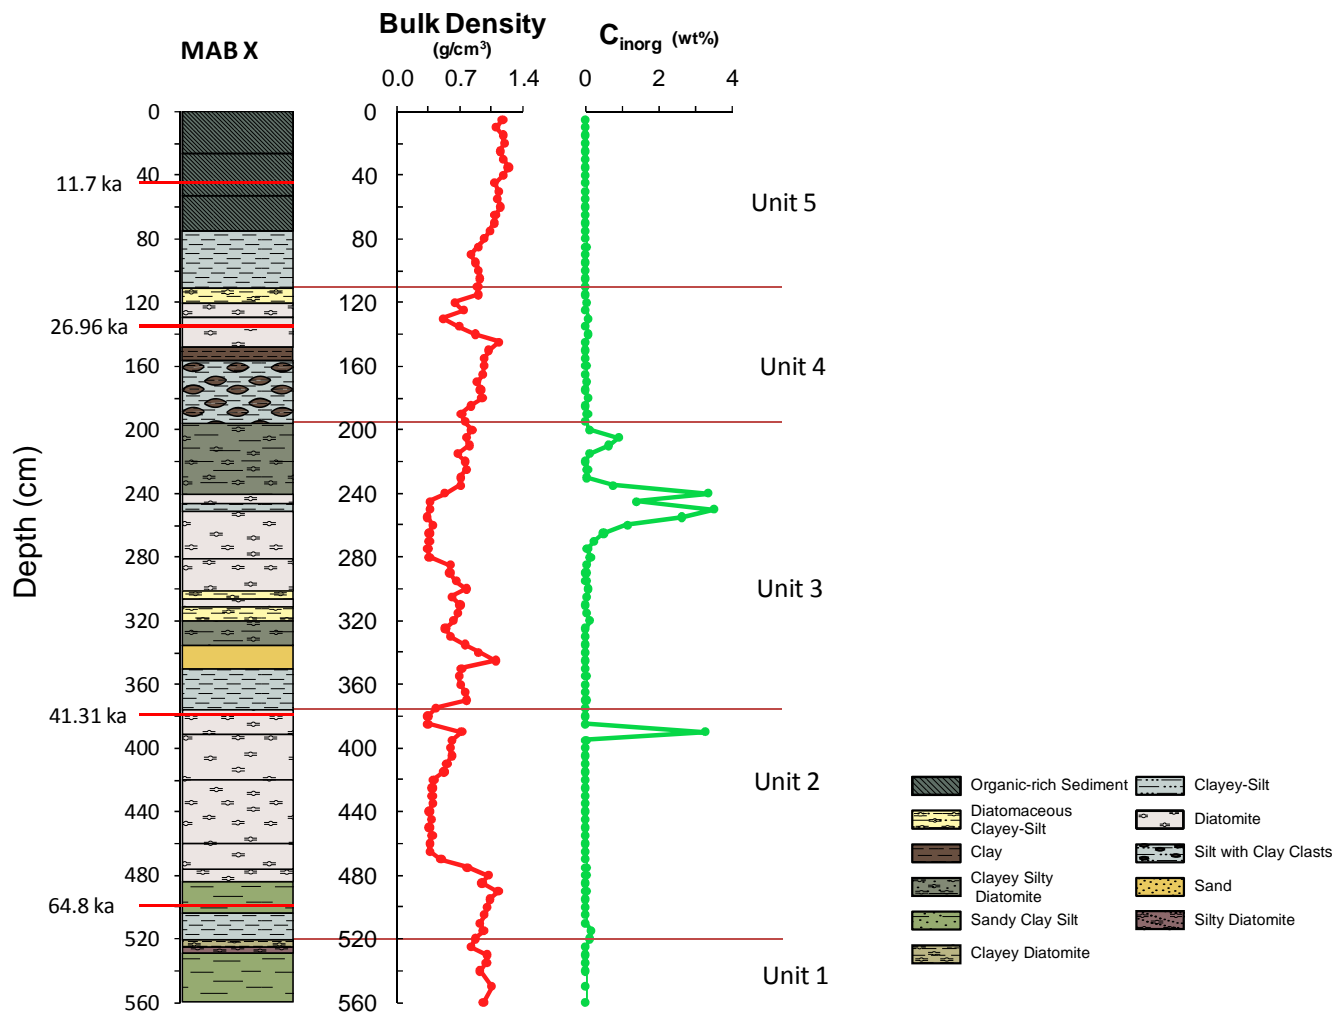 MAB X
Bulk Density
(g/cm³)
0.0 0.7 1.4
C inorg (wt%)
0 2 4
Depth (cm)
0
40
80
120
160
200
240
280
320
360
400
440
480
520
560
11.7 ka
26.96 ka
41.31 ka
64.8 ka
0
40
80
120
160
200
240
280
320
360
400
440
480
520
560
Unit 5
Unit 4
Unit 3
Unit 2
Unit 1
Organic-rich Sediment
Diatomaceous
Clayey-Silt
Clay
Clayey Silty
Diatomite
Sandy Clay Silt
Clayey Diatomite
Clayey-Silt
Diatomite
Silt with Clay Clasts
Sand
Silty Diatomite